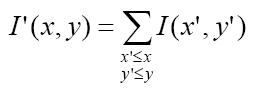 I'(x, y) = ∑ I(x', y')
x'≤x
y'≤y